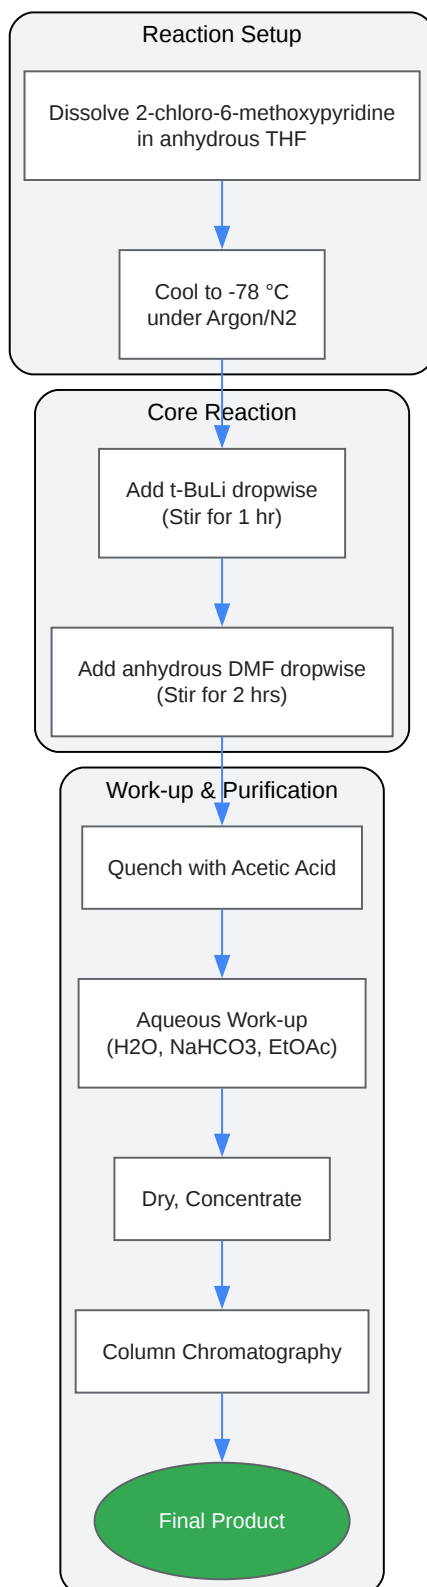 Reaction Setup
Dissolve 2-chloro-6-methoxypyridine
in anhydrous THF
Cool to -78 °C
under Argon/N2
Core Reaction
Add t-BuLi dropwise
(Stir for 1 hr)
Add anhydrous DMF dropwise
(Stir for 2 hrs)
Work-up & Purification
Quench with Acetic Acid
Aqueous Work-up
(H2O, NaHCO3, EtOAc)
Dry, Concentrate
Column Chromatography
Final Product